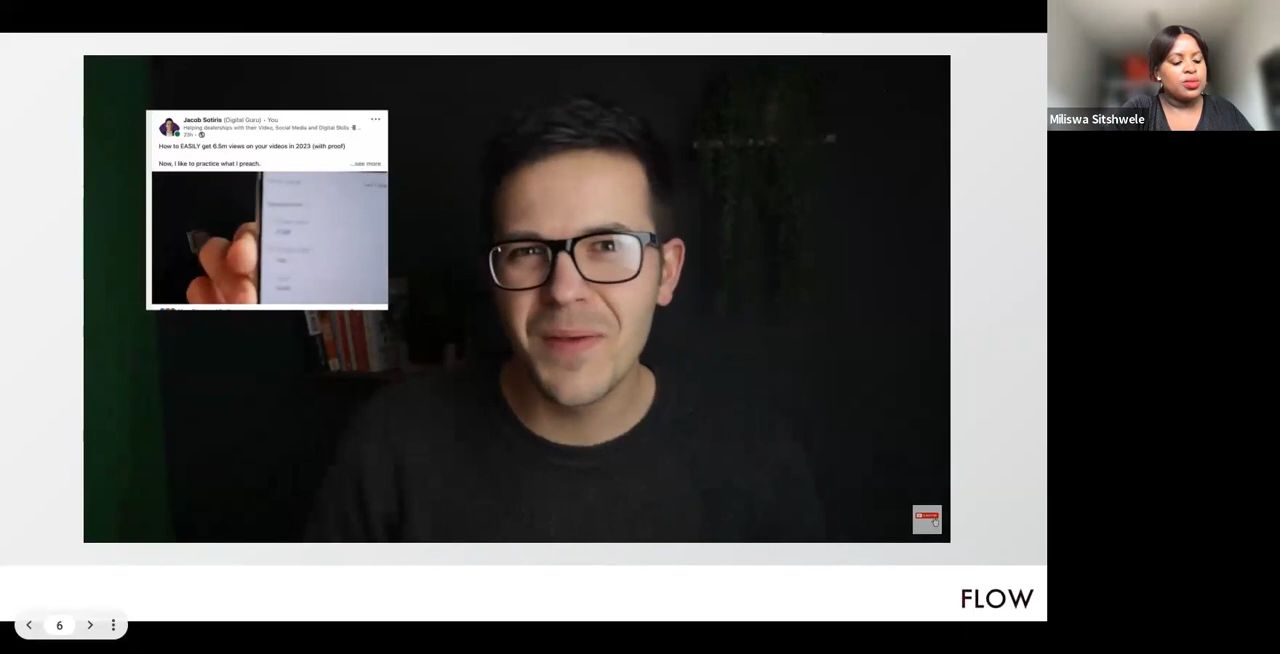 Jacob Sotiris (Digital Guru) • You
Helping dealerships with their Video, Social Media and Digital Skills
23h •
How to EASILY get 6.5m views on your videos in 2023 (with proof)
Now, I like to practice what I preach.
...see more
Miliswa Sitshwele
FLOW
6